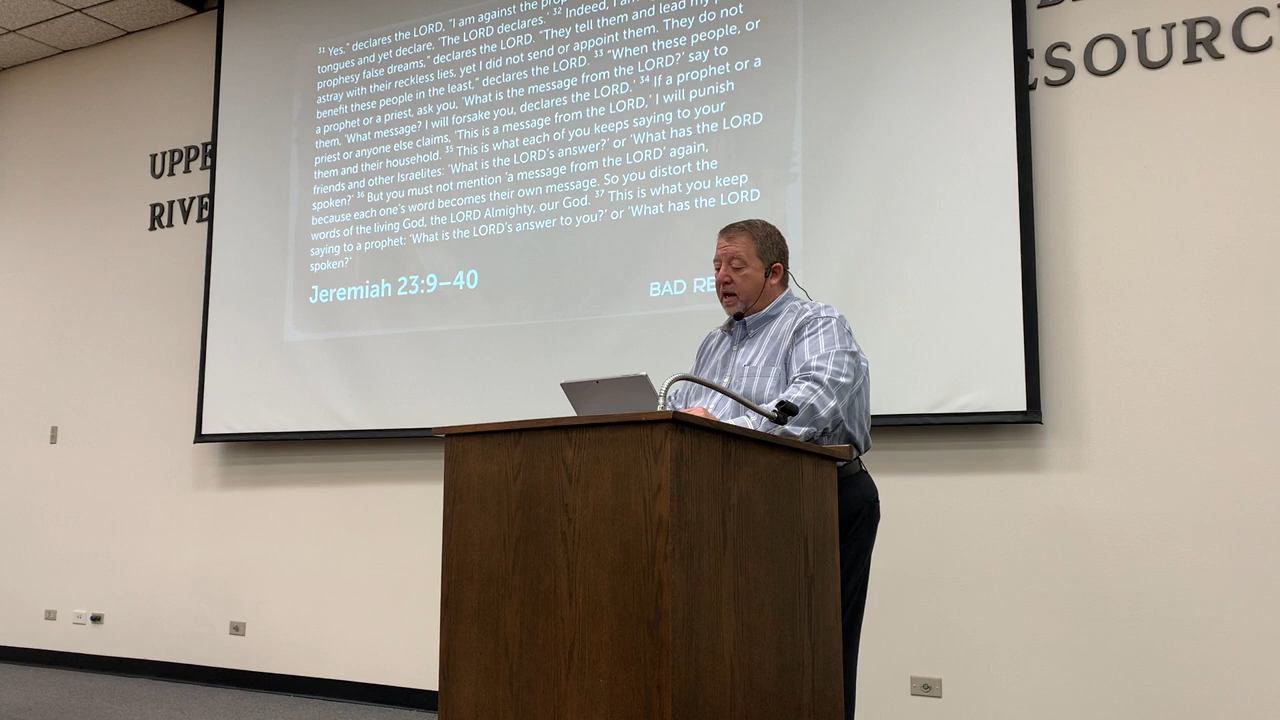 ³¹ Yes," declares the LORD, "I am against the
tongues and yet declare, 'The LORD declares.' ³² Indeed, I
prophesy false dreams," declares the LORD. "They tell them and lead my
astray with their reckless lies, yet I did not send or appoint them. They do not
benefit these people in the least," declares the LORD. ³³ "When these people, or
a prophet or a priest, ask you, 'What is the message from the LORD?' say to
them, 'What message? I will forsake you, declares the LORD.' ³⁴ If a prophet or a
priest or anyone else claims, 'This is a message from the LORD,' I will punish
them and their household. ³⁵ This is what each of you keeps saying to your
friends and other Israelites: 'What is the LORD's answer?' or 'What has the LORD
spoken?' ³⁶ But you must not mention 'a message from the LORD' again,
because each one's word becomes their own message. So you distort the
words of the living God, the LORD Almighty, our God. ³⁷ This is what you keep
saying to a prophet: 'What is the LORD's answer to you?' or 'What has the LORD
spoken?'
Jeremiah 23:9–40
BAD RE
UPPE
RIVE
ESOURC